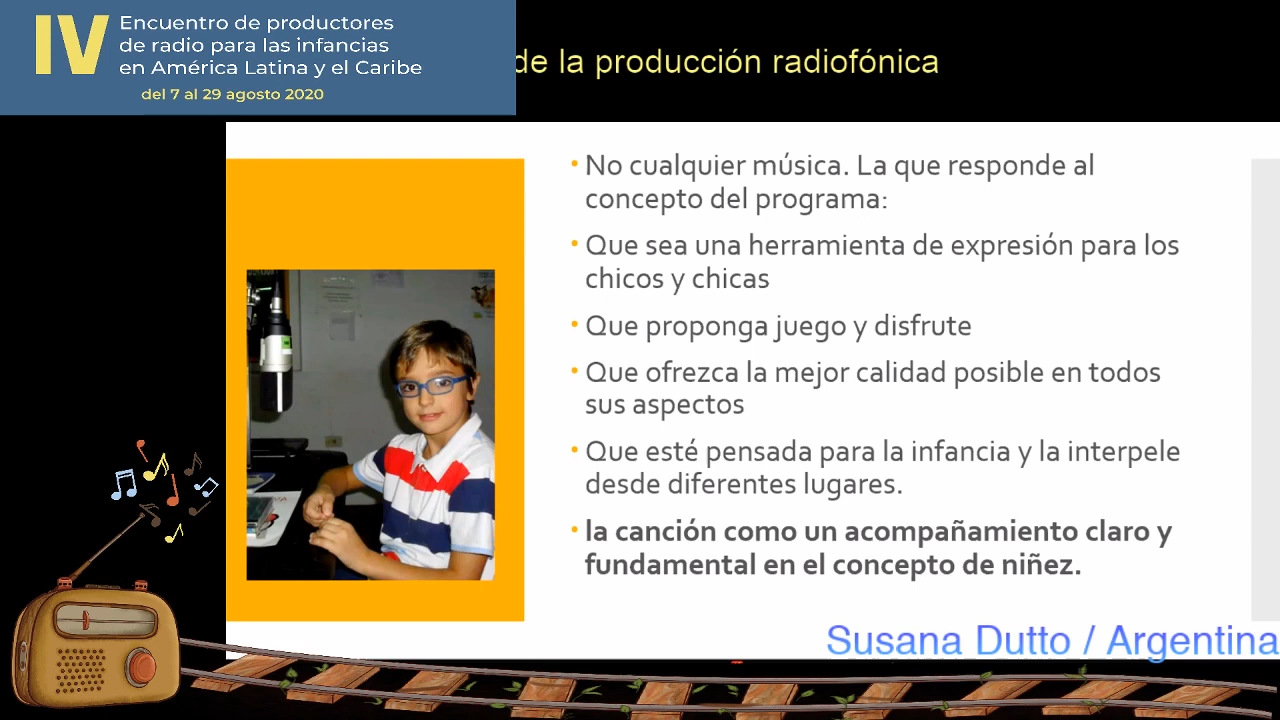 IV
Encuentro de productores
de radio para las infancias
en América Latina y el Caribe
del 7 al 29 agosto 2020
de la producción radiofónica
• No cualquier música. La que responde al
concepto del programa:
• Que sea una herramienta de expresión para los
chicos y chicas
• Que proponga juego y disfrute
• Que ofrezca la mejor calidad posible en todos
sus aspectos
• Que esté pensada para la infancia y la interpele
desde diferentes lugares.
• la canción como un acompañamiento claro y
fundamental en el concepto de niñez.
Susana Dutto / Argentina